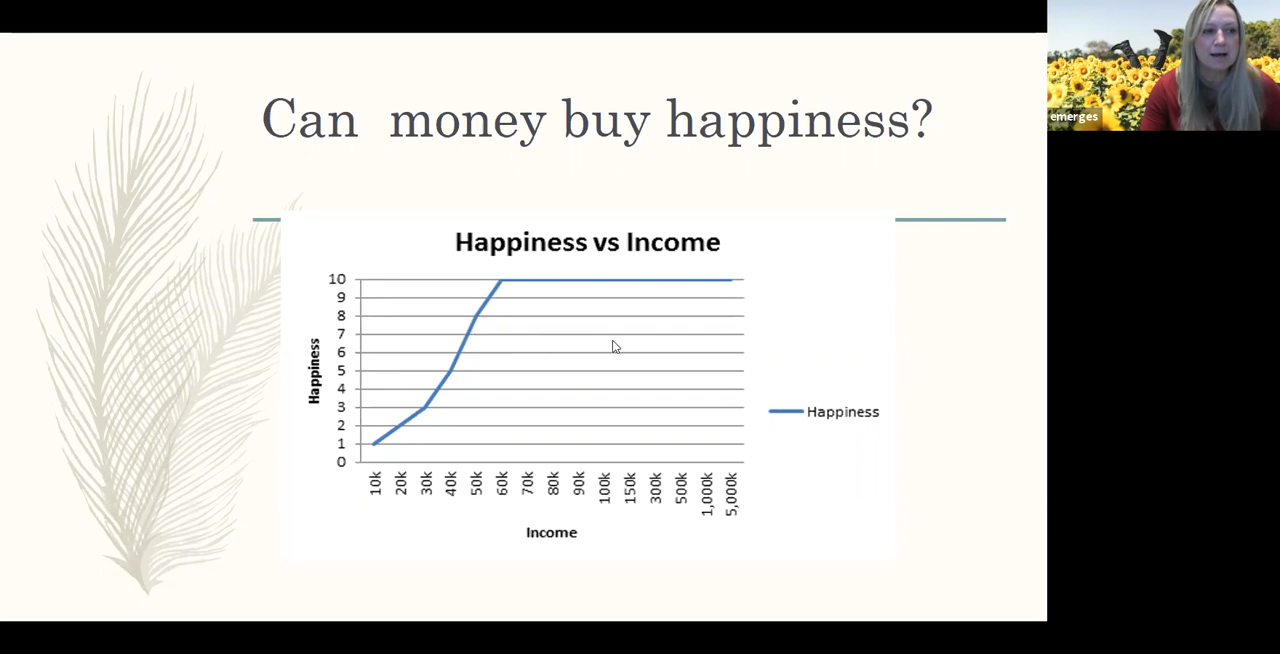 Can money buy happiness?
emerges
Happiness vs Income
10
9
8
7
6
5
4
3
2
1
0
Happiness
Happiness
10k
20k
30k
40k
50k
60k
70k
80k
90k
100k
150k
300k
500k
1,000k
5,000k
Income